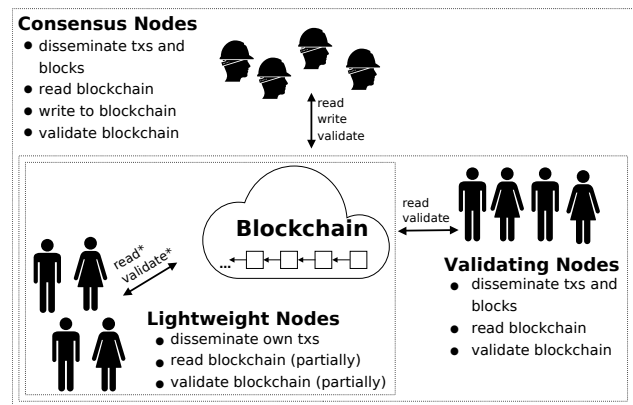 Consensus Nodes
● disseminate txs and
blocks
● read blockchain
● write to blockchain
● validate blockchain
read
write
validate
Blockchain
...
read
validate
read*
validate*
Validating Nodes
● disseminate txs and
blocks
● read blockchain
● validate blockchain
Lightweight Nodes
● disseminate own txs
● read blockchain (partially)
● validate blockchain (partially)